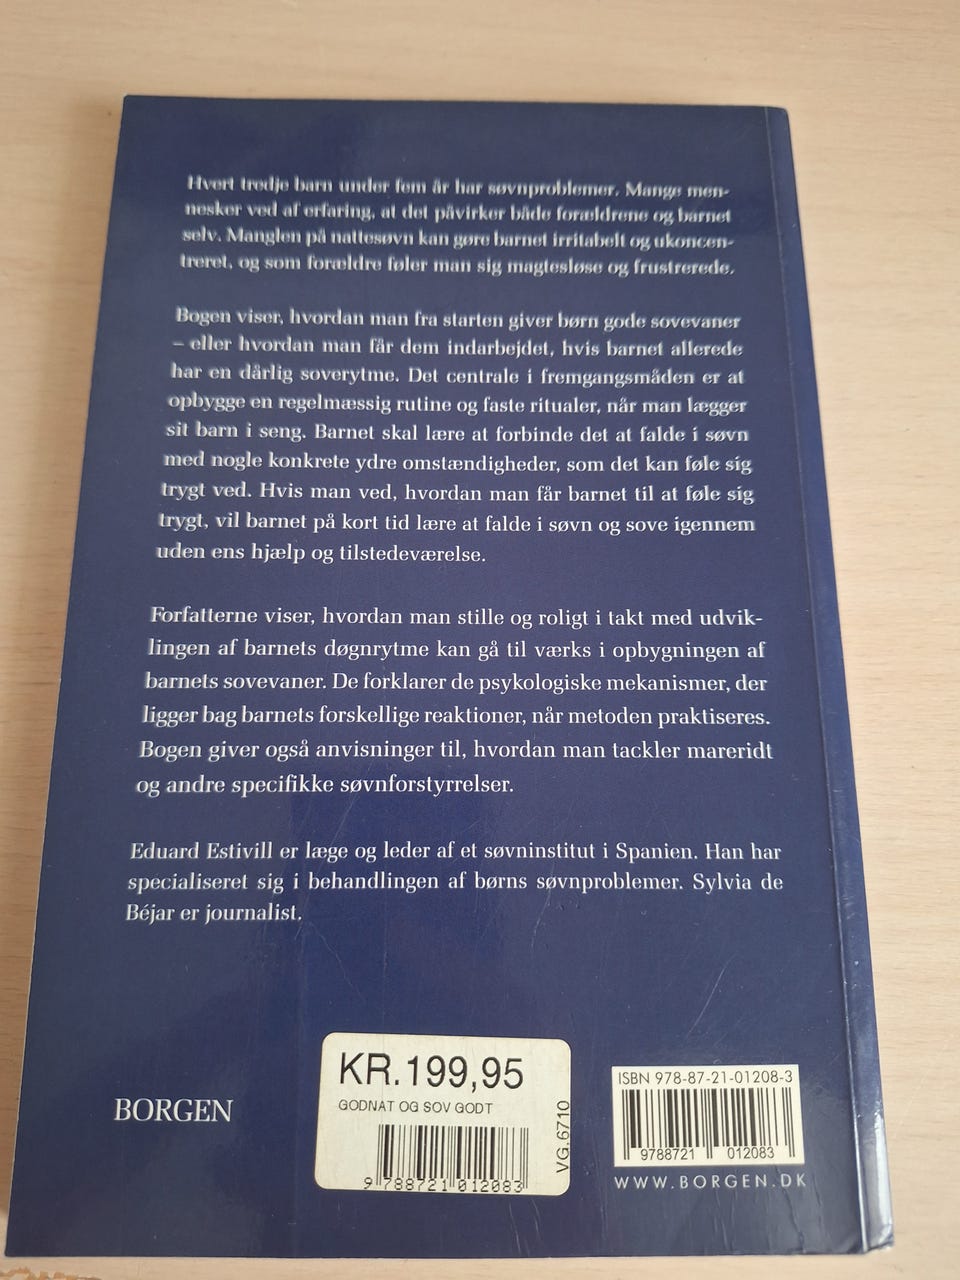 Hvert tredje barn under fem år har søvnproblemer. Mange men-
nesker ved af erfaring, at det påvirker både forældrene og barnet
selv. Manglen på nattesøvn kan gøre barnet irritabelt og ukoncen-
treret, og som forældre føler man sig magtesløse og frustrerede.
Bogen viser, hvordan man fra starten giver børn gode sovevaner
– eller hvordan man får dem indarbejdet, hvis barnet allerede
har en dårlig soverytme. Det centrale i fremgangsmåden er at
opbygge en regelmæssig rutine og faste ritualer, når man lægger
sit barn i seng. Barnet skal lære at forbinde det at falde i søvn
med nogle konkrete ydre omstændigheder, som det kan føle sig
trygt ved. Hvis man ved, hvordan man får barnet til at føle sig
trygt, vil barnet på kort tid lære at falde i søvn og sove igennem
uden ens hjælp og tilstedeværelse.
Forfatterne viser, hvordan man stille og roligt i takt med udvik-
lingen af barnets døgnrytme kan gå til værks i opbygningen af
barnets sovevaner. De forklarer de psykologiske mekanismer, der
ligger bag barnets forskellige reaktioner, når metoden praktiseres.
Bogen giver også anvisninger til, hvordan man tackler mareridt
og andre specifikke søvnforstyrrelser.
Eduard Estivill er læge og leder af et søvninstitut i Spanien. Han har
specialiseret sig i behandlingen af børns søvnproblemer. Sylvia de
Béjar er journalist.
BORGEN
KR.199,95
GODNAT OG SOV GODT
VG.6710
9 788721 012083
ISBN 978-87-21-01208-3
9788721 012083
WWW.BORGEN.DK